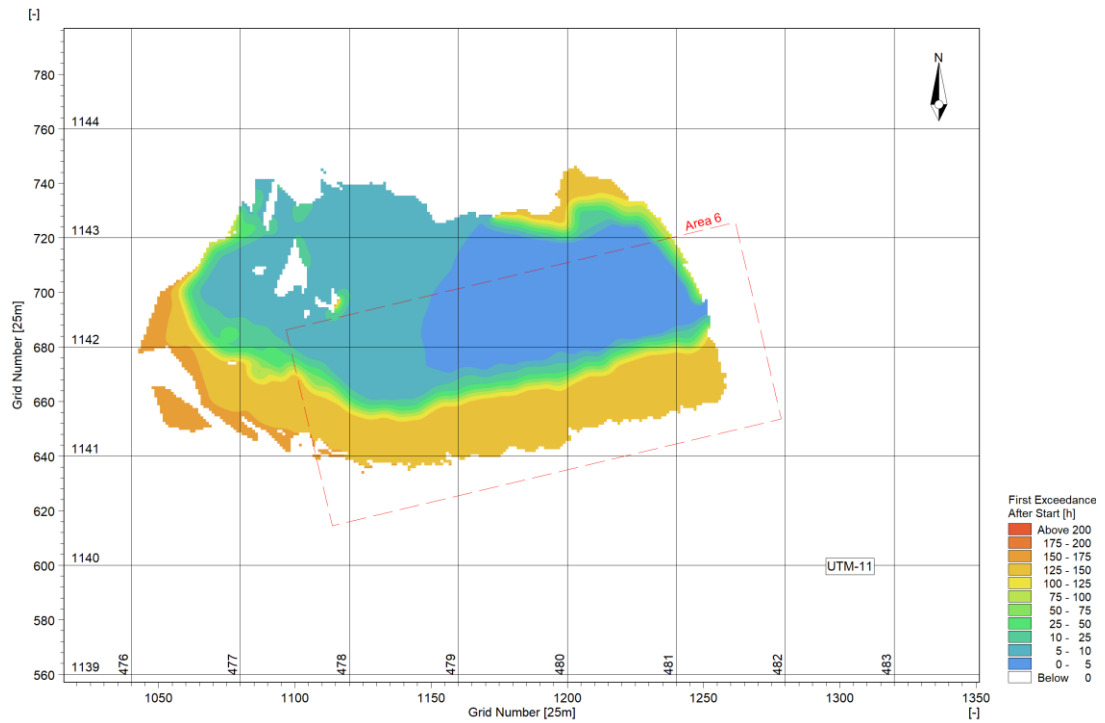 [-]
N
780
760
740
720
700
680
660
640
620
600
580
560
Grid Number [25m]
1144
1143
1142
1141
1140
1139
Area 6
UTM-11
476
477
478
479
480
481
482
483
1050
1100
1150
1200
1250
1300
1350
Grid Number [25m]
[-]
First Exceedance
After Start [h]
Above 200
175 - 200
150 - 175
125 - 150
100 - 125
75 - 100
50 - 75
25 - 50
10 - 25
5 - 10
0 - 5
Below 0